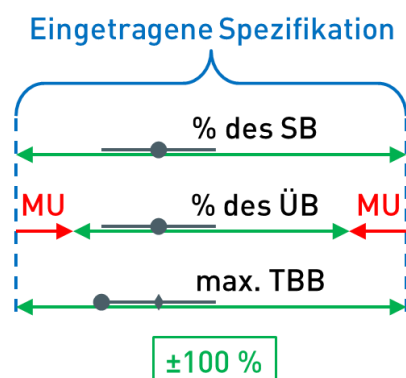 Eingetragene Spezifikation
% des SB
MU % des ÜB MU
max. TBB
±100 %